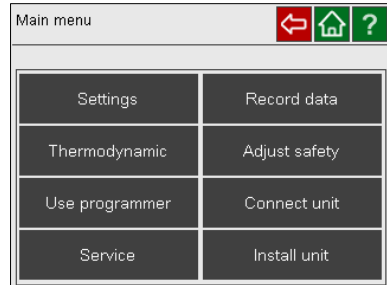 Main menu
?
Settings
Record data
Thermodynamic
Adjust safety
Use programmer
Connect unit
Service
Install unit